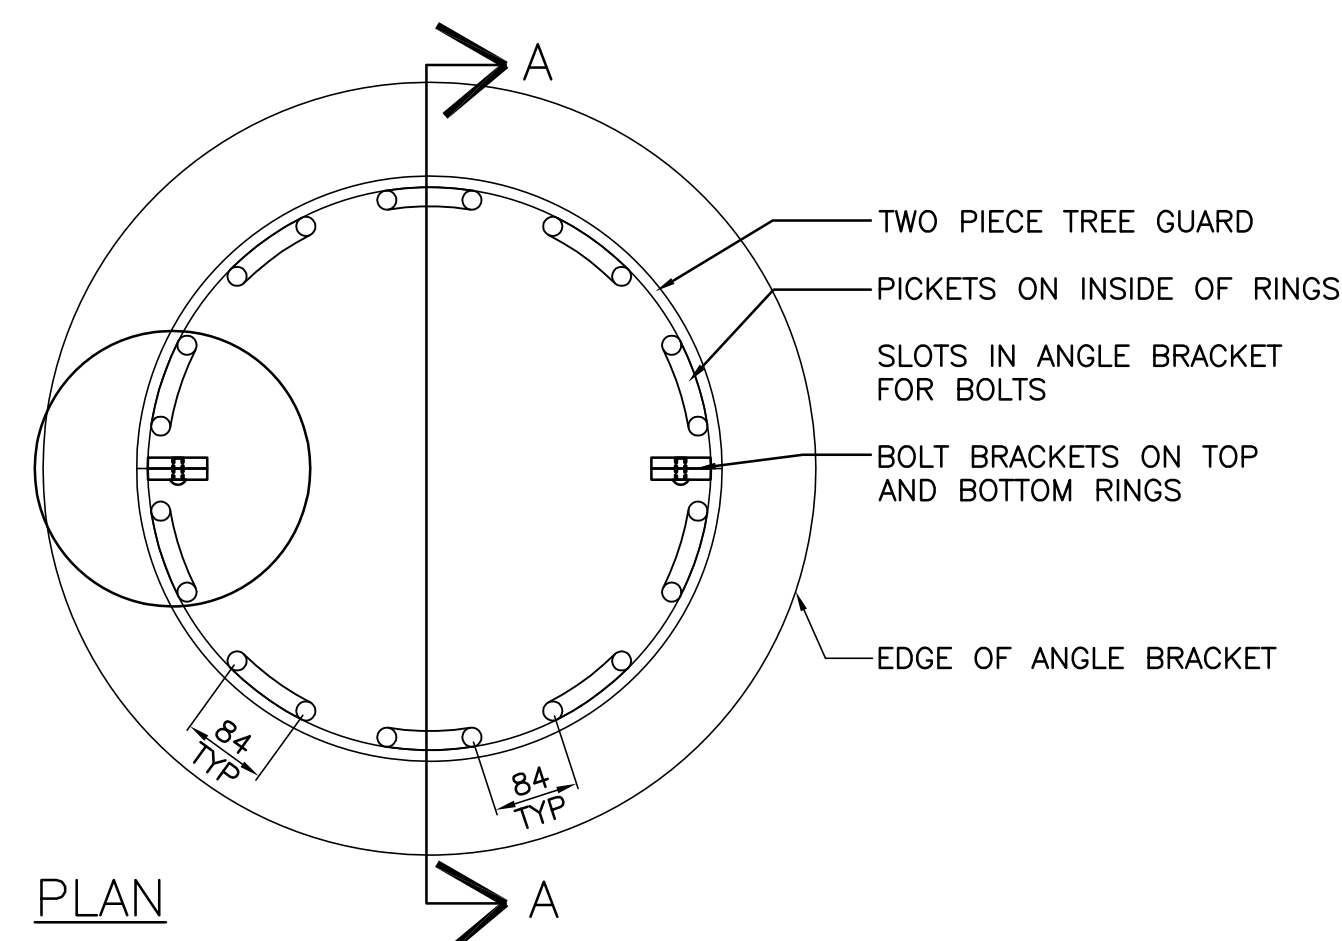 A
TWO PIECE TREE GUARD
PICKETS ON INSIDE OF RINGS
SLOTS IN ANGLE BRACKET
FOR BOLTS
BOLT BRACKETS ON TOP
AND BOTTOM RINGS
EDGE OF ANGLE BRACKET
84
TYP
84
TYP
PLAN
A